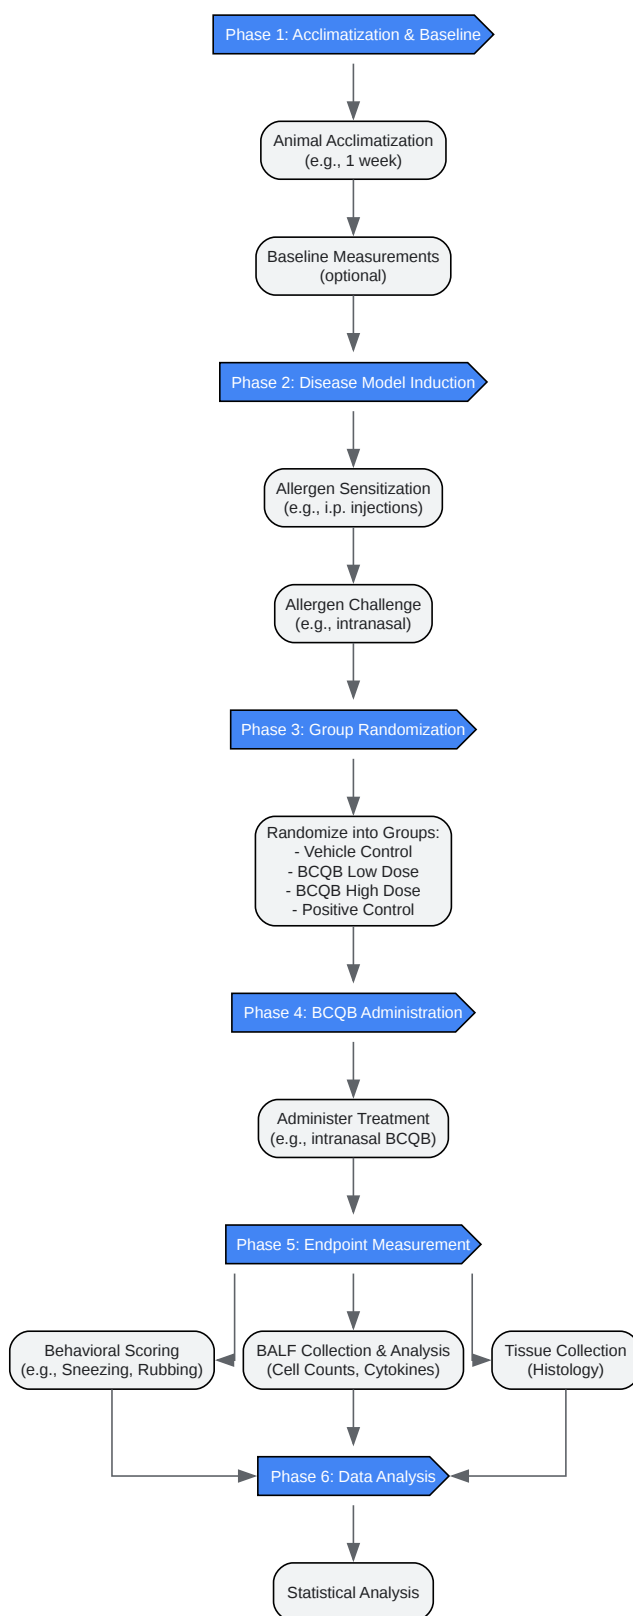 Phase 1: Acclimatization & Baseline
Animal Acclimatization
(e.g., 1 week)
Baseline Measurements
(optional)
Phase 2: Disease Model Induction
Allergen Sensitization
(e.g., i.p. injections)
Allergen Challenge
(e.g., intranasal)
Phase 3: Group Randomization
Randomize into Groups:
- Vehicle Control
- BCQB Low Dose
- BCQB High Dose
- Positive Control
Phase 4: BCQB Administration
Administer Treatment
(e.g., intranasal BCQB)
Phase 5: Endpoint Measurement
Behavioral Scoring
(e.g., Sneezing, Rubbing)
BALF Collection & Analysis
(Cell Counts, Cytokines)
Tissue Collection
(Histology)
Phase 6: Data Analysis
Statistical Analysis